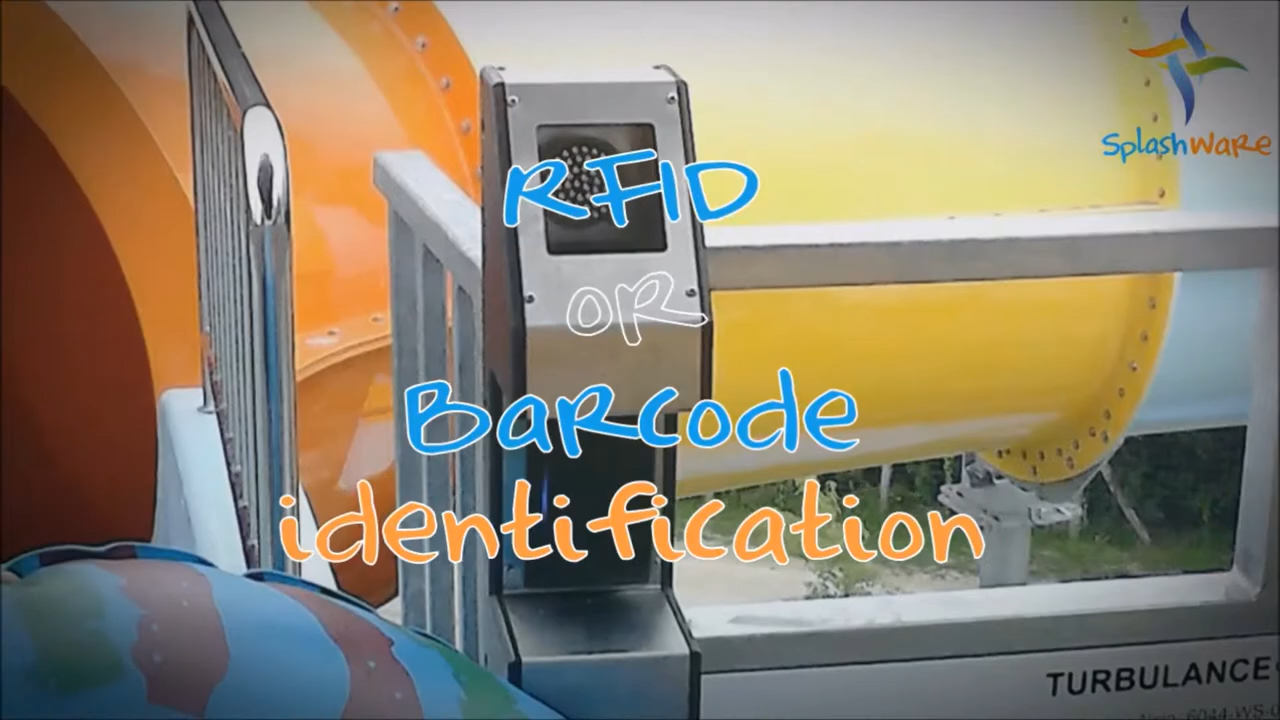 SplashWare
RFID
OR
Barcode
identification
TURBULANCE